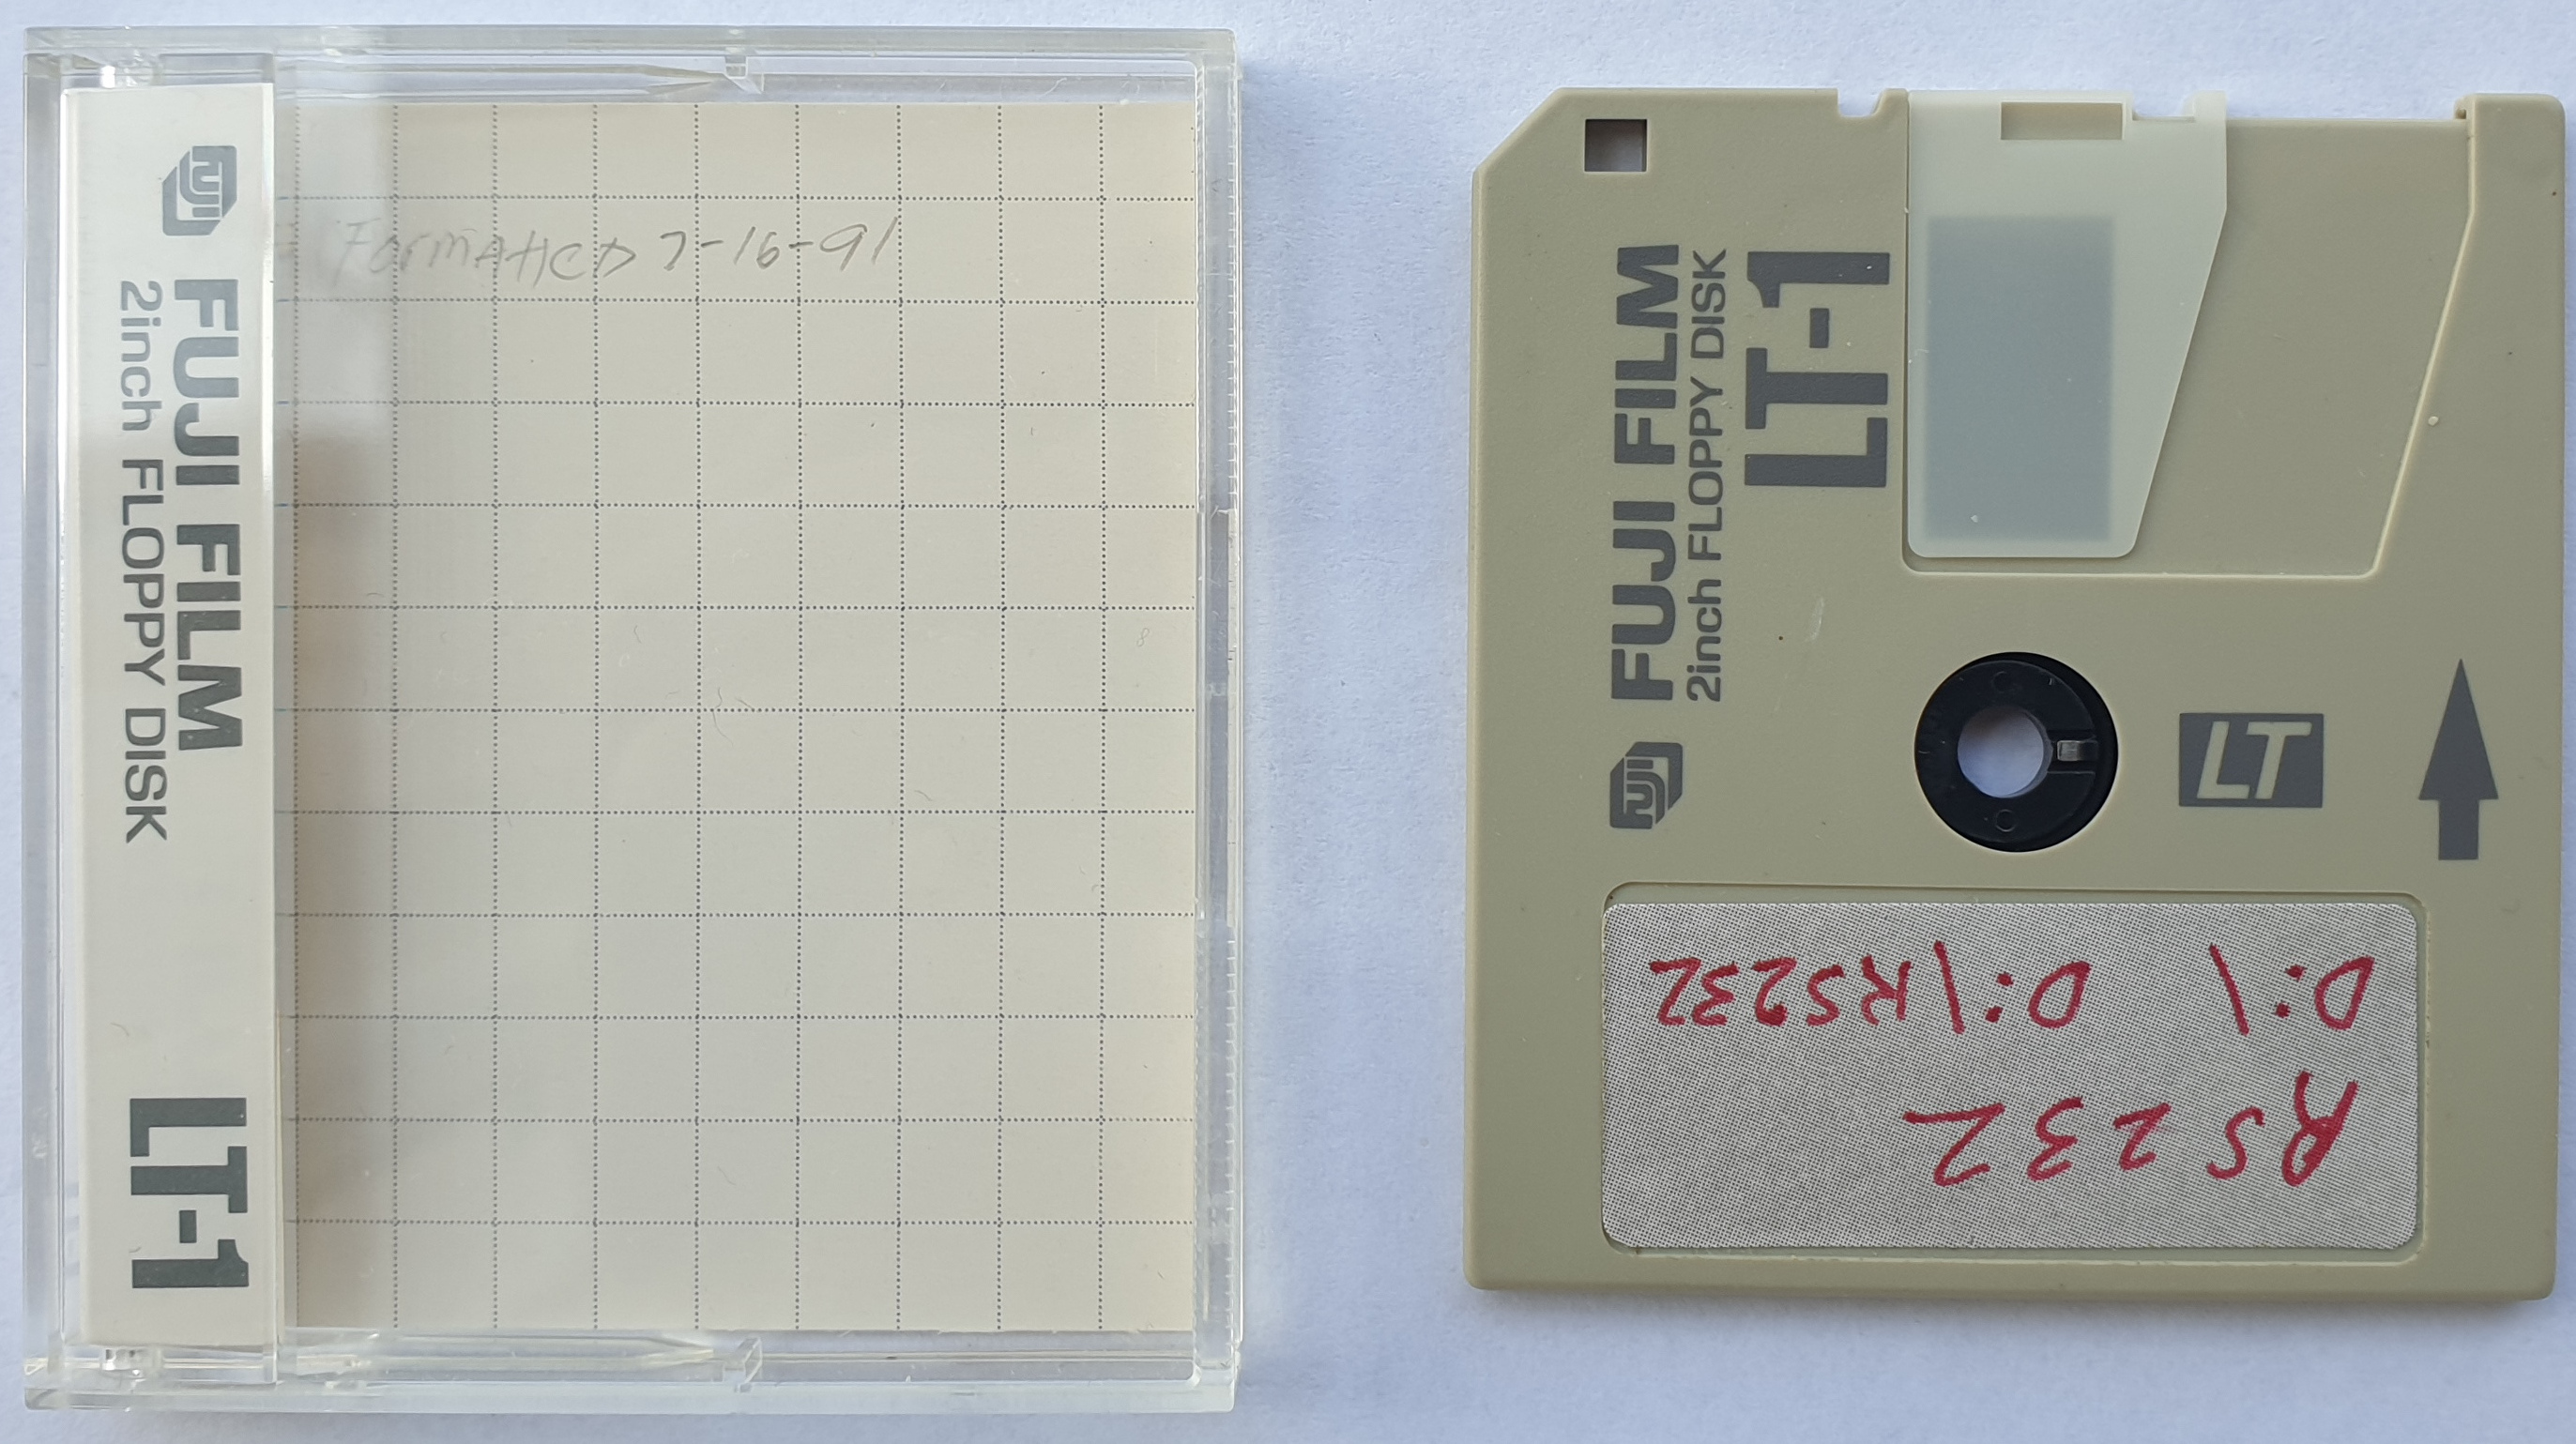 FUJI
FUJI FILM
2inch FLOPPY DISK
LT-1
FormAtteD 7-16-91
FUJI
FUJI FILM
2inch FLOPPY DISK
LT-1
LT
RS232
D:\ D:\RS232